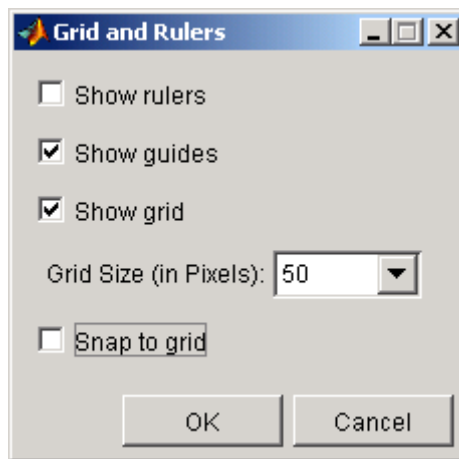 Grid and Rulers
Show rulers
Show guides
Show grid
Grid Size (in Pixels): 50
Snap to grid
OK Cancel